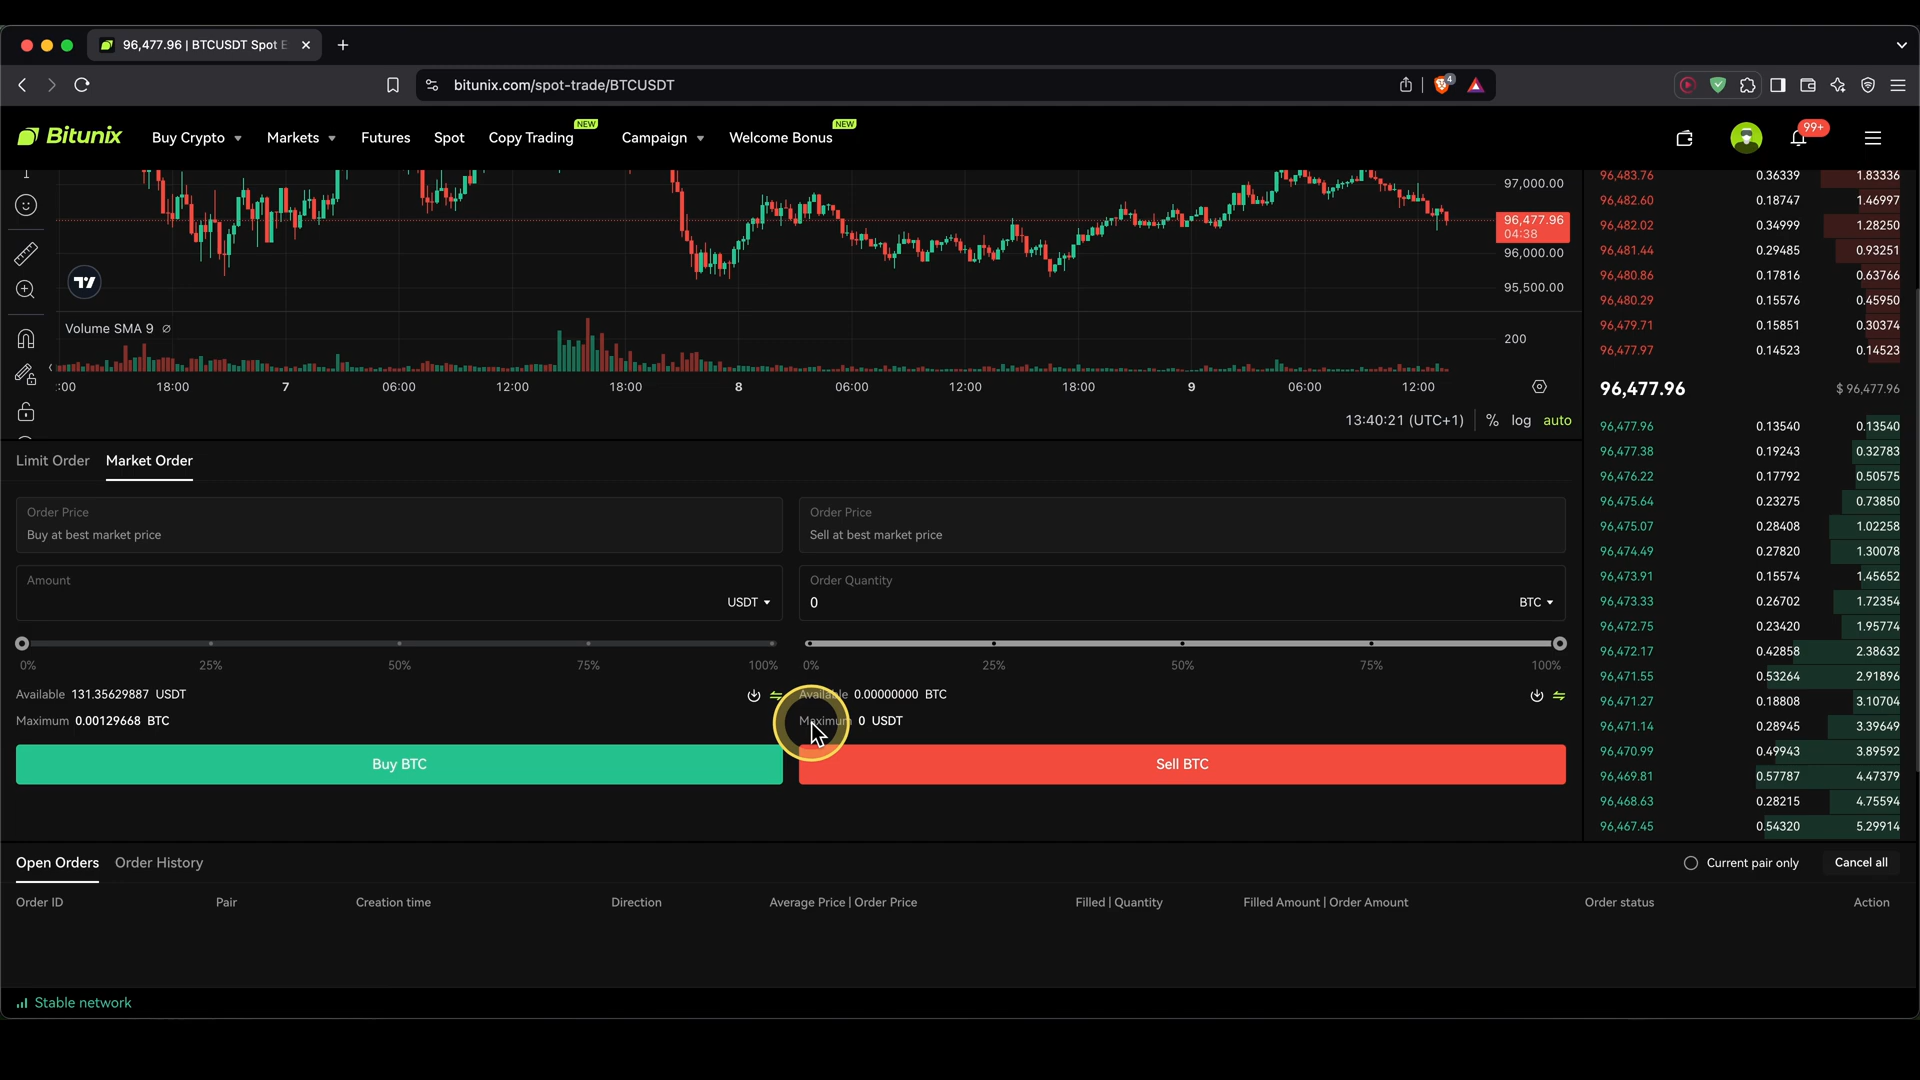 96,477.96 | BTCUSDT Spot E
bitunix.com/spot-trade/BTCUSDT
4
Bitunix
Buy Crypto
Markets
Futures
Spot
Copy Trading
NEW
Campaign
Welcome Bonus
NEW
99+
97,000.00
96,477.96
04:38
96,000.00
95,500.00
Volume SMA 9
200
:00 18:00 7 06:00 12:00 18:00 8 06:00 12:00 18:00 9 06:00 12:00
13:40:21 (UTC+1) % log auto
96,483.76 0.36339 1.83336
96,482.60 0.18747 1.46997
96,482.02 0.34999 1.28250
96,481.44 0.29485 0.93251
96,480.86 0.17816 0.63766
96,480.29 0.15576 0.45950
96,479.71 0.15851 0.30374
96,477.97 0.14523 0.14523
96,477.96 $ 96,477.96
96,477.96 0.13540 0.13540
96,477.38 0.19243 0.32783
96,476.22 0.17792 0.50575
96,475.64 0.23275 0.73850
96,475.07 0.28408 1.02258
96,474.49 0.27820 1.30078
96,473.91 0.15574 1.45652
96,473.33 0.26702 1.72354
96,472.75 0.23420 1.95774
96,472.17 0.42858 2.38632
96,471.55 0.53264 2.91896
96,471.27 0.18808 3.10704
96,471.14 0.28945 3.39649
96,470.99 0.49943 3.89592
96,469.81 0.57787 4.47379
96,468.63 0.28215 4.75594
96,467.45 0.54320 5.29914
Limit Order Market Order
Order Price
Buy at best market price
Amount
USDT
0% 25% 50% 75% 100%
Available 131.35629887 USDT
Maximum 0.00129668 BTC
Buy BTC
Order Price
Sell at best market price
Order Quantity
0 BTC
0% 25% 50% 75% 100%
Available 0.00000000 BTC
Maximum 0 USDT
Sell BTC
Open Orders Order History
Current pair only Cancel all
Order ID Pair Creation time Direction Average Price | Order Price Filled | Quantity Filled Amount | Order Amount Order status Action
Stable network